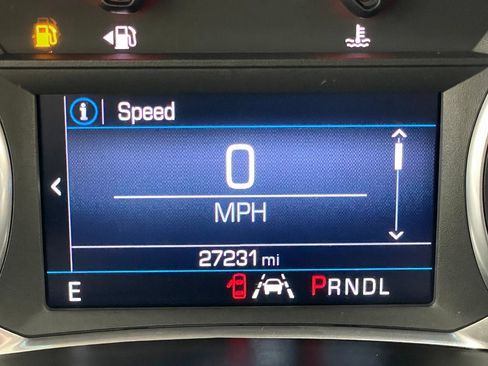 Speed
0
MPH
27231 mi
E PRNDL